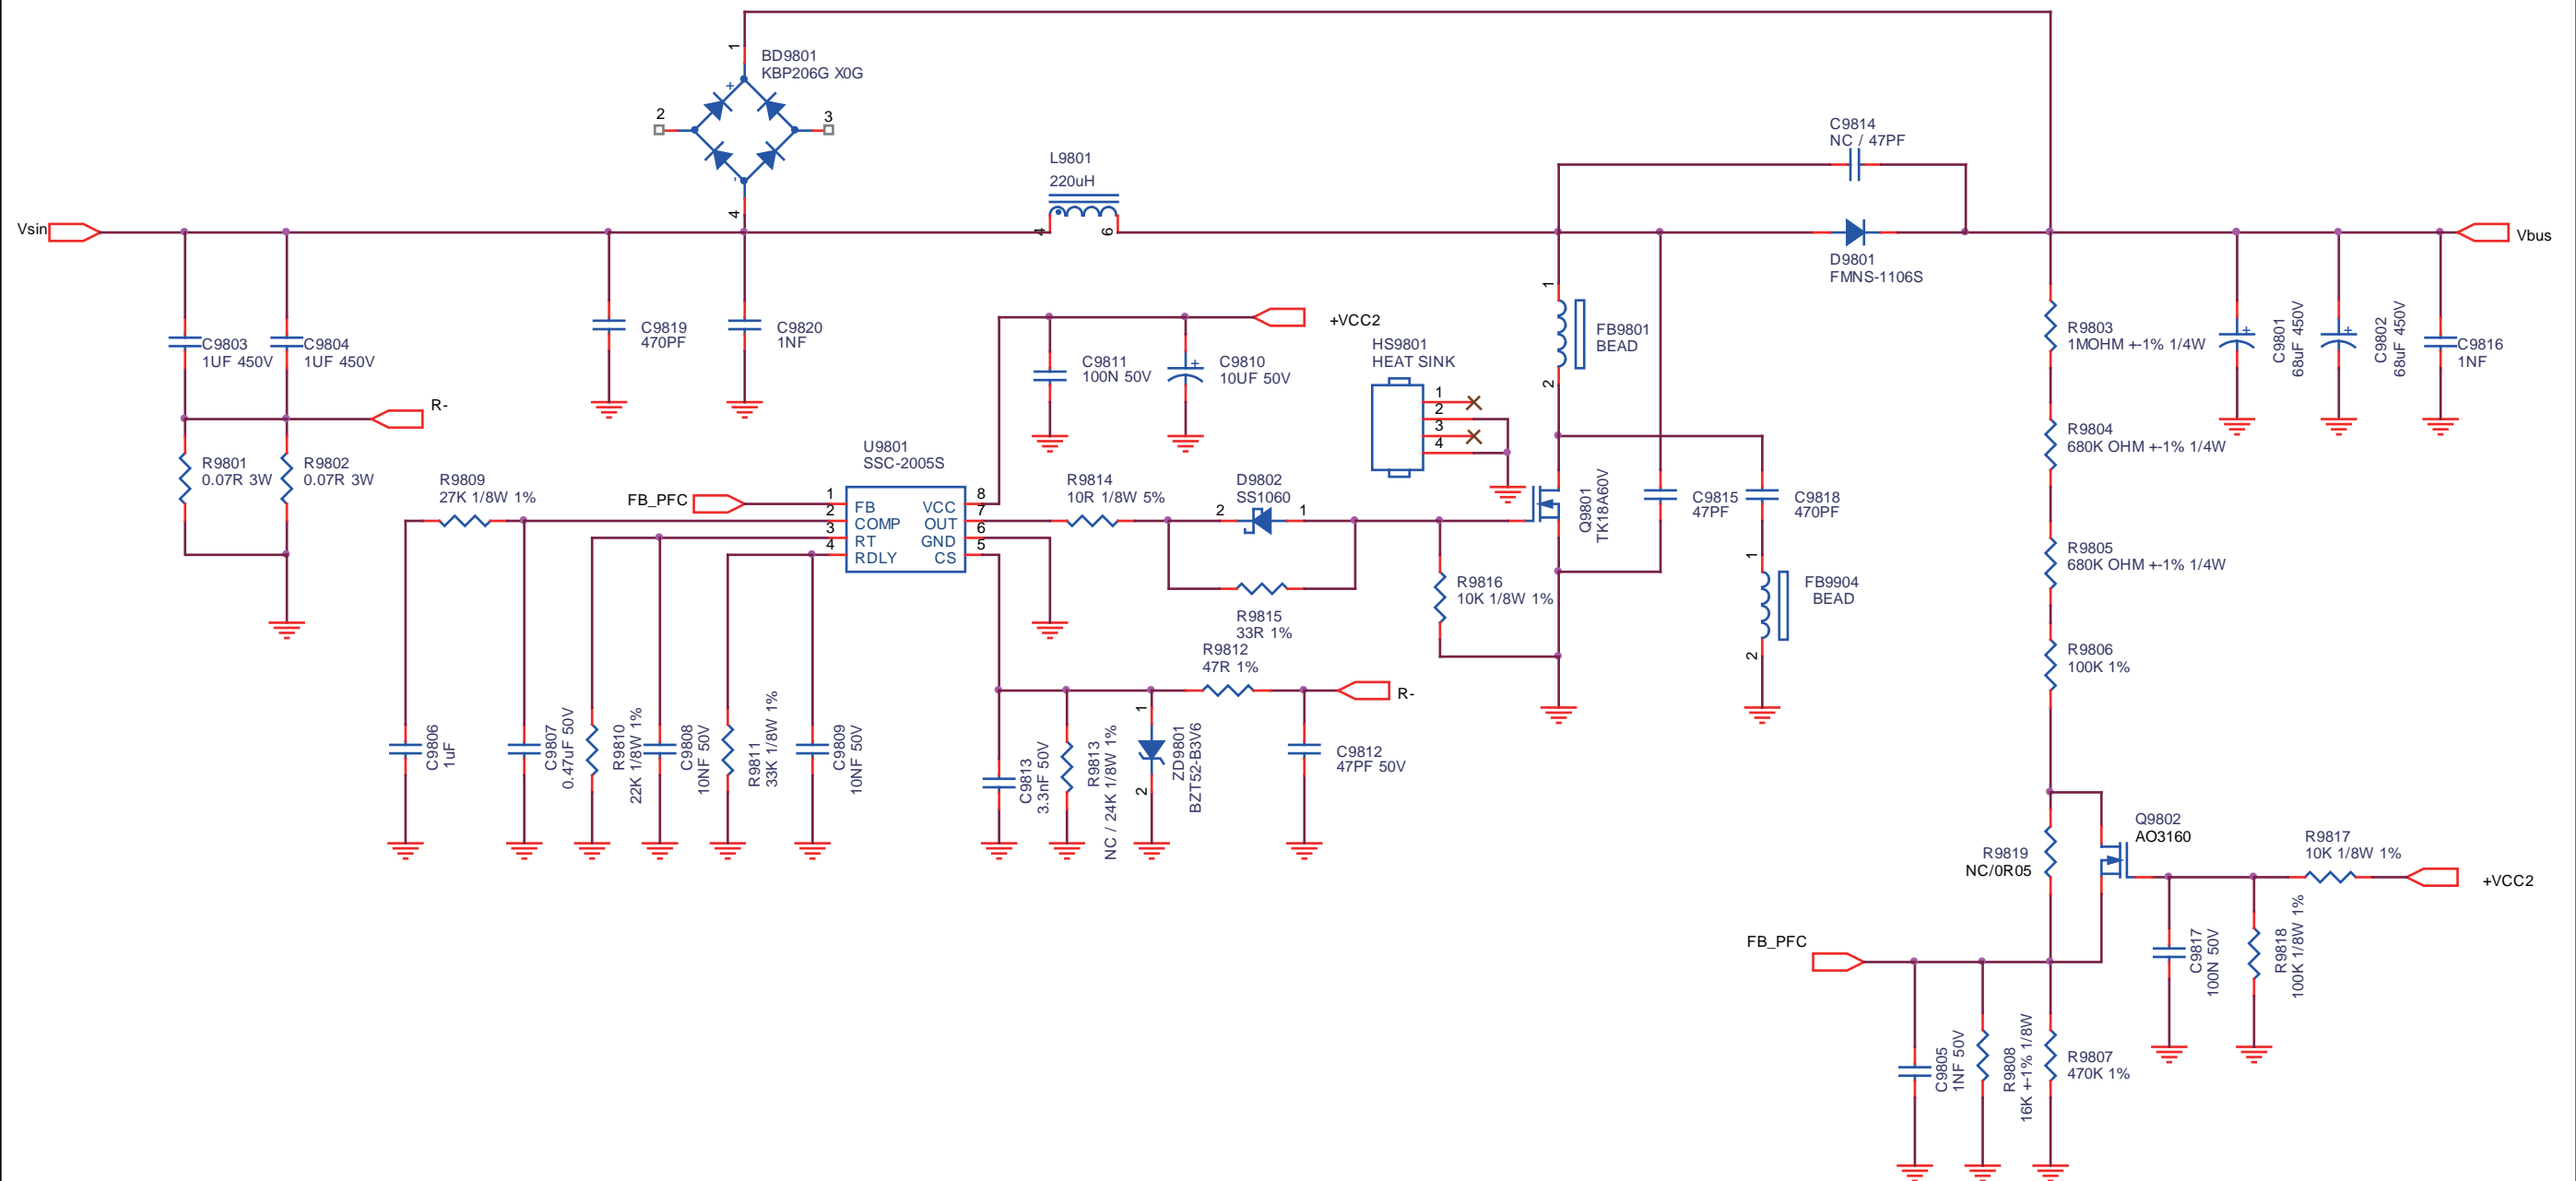 1
BD9801
KBP206G X0G
+
2
3
-
4
C9814
NC / 47PF
L9801
220uH
4
6
Vsin
Vbus
D9801
FMNS-1106S
C9803
1UF 450V
C9804
1UF 450V
C9819
470PF
C9820
1NF
+VCC2
C9811
100N 50V
+
C9810
10UF 50V
1
FB9801
BEAD
2
HS9801
HEAT SINK
1
2
3
4
R9803
1MOHM +-1% 1/4W
+
C9801
68uF 450V
+
C9802
68uF 450V
C9816
1NF
R-
R9801
0.07R 3W
R9802
0.07R 3W
R9804
680K OHM +-1% 1/4W
U9801
SSC-2005S
R9809
27K 1/8W 1%
FB_PFC
1
2
3
4
FB
COMP
RT
RDLY
VCC
OUT
GND
CS
8
7
6
5
R9814
10R 1/8W 5%
D9802
SS1060
2
1
Q9801
TK18A60V
C9815
47PF
C9818
470PF
R9805
680K OHM +-1% 1/4W
R9815
33R 1%
R9816
10K 1/8W 1%
1
FB9904
BEAD
2
R9812
47R 1%
R-
R9806
100K 1%
C9806
1uF
C9807
0.47uF 50V
R9810
22K 1/8W 1%
C9808
10NF 50V
R9811
33K 1/8W 1%
C9809
10NF 50V
C9813
3.3nF 50V
R9813
NC / 24K 1/8W 1%
1
2
ZD9801
BZT52-B3V6
C9812
47PF 50V
Q9802
AO3160
R9819
NC/0R05
R9817
10K 1/8W 1%
+VCC2
FB_PFC
C9817
100N 50V
R9818
100K 1/8W 1%
C9805
1NF 50V
R9808
16K +-1% 1/8W
R9807
470K 1%